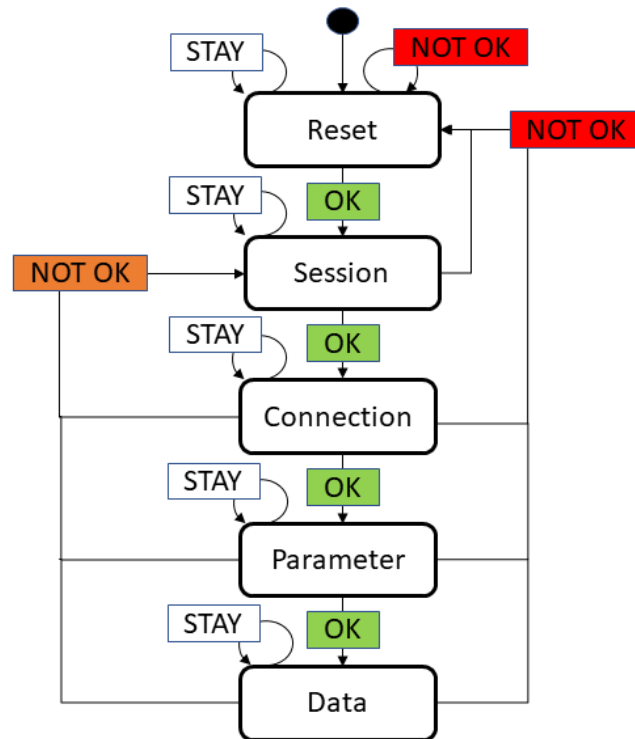 STAY
NOT OK
Reset
NOT OK
STAY
OK
NOT OK
Session
STAY
OK
Connection
STAY
OK
Parameter
STAY
OK
Data